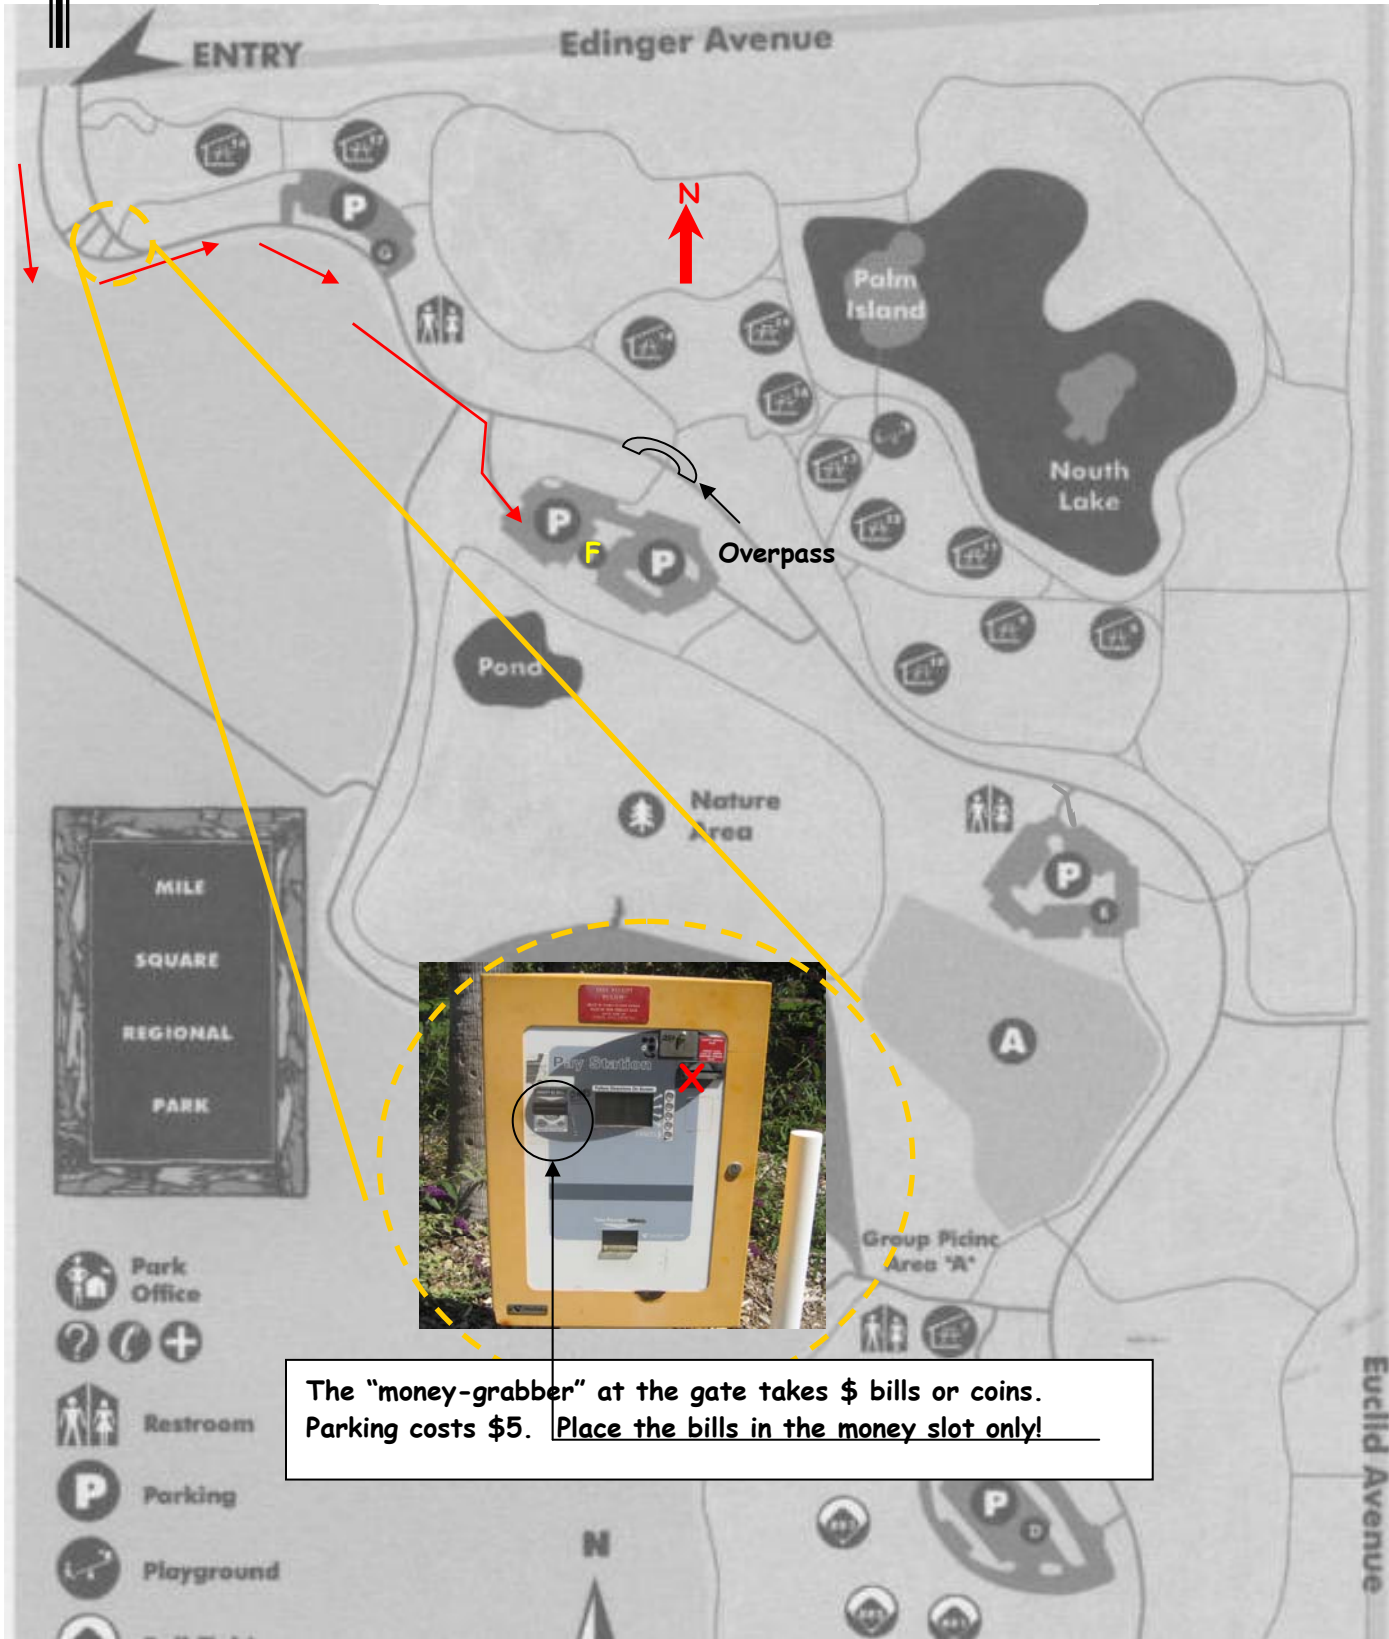 Edinger Avenue
ENTRY
N
P
G
Palm
Island
Nouth
Lake
P
F
P
Overpass
Pond
Nature
Area
MILE
SQUARE
REGIONAL
PARK
P
A
Pay Station
X
Group Picinc
Area "A"
Park
Office
?
Restroom
Parking
P
Playground
The “money-grabber” at the gate takes $ bills or coins.
Parking costs $5. Place the bills in the money slot only!
Euclid Avenue
P
D
N